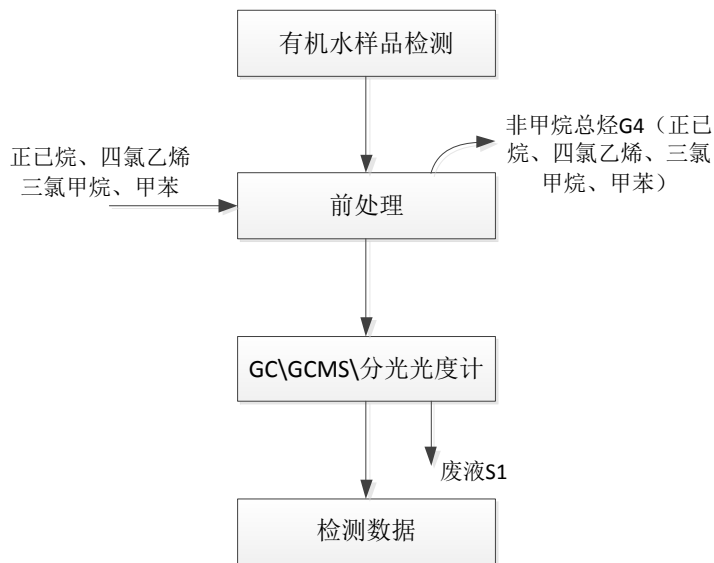 有机水样品检测
非甲烷总烃G4（正已
烷、四氯乙烯、三氯
甲烷、甲苯）
正已烷、四氯乙烯
三氯甲烷、甲苯
前处理
GC\GCMS\分光光度计
废液S1
检测数据